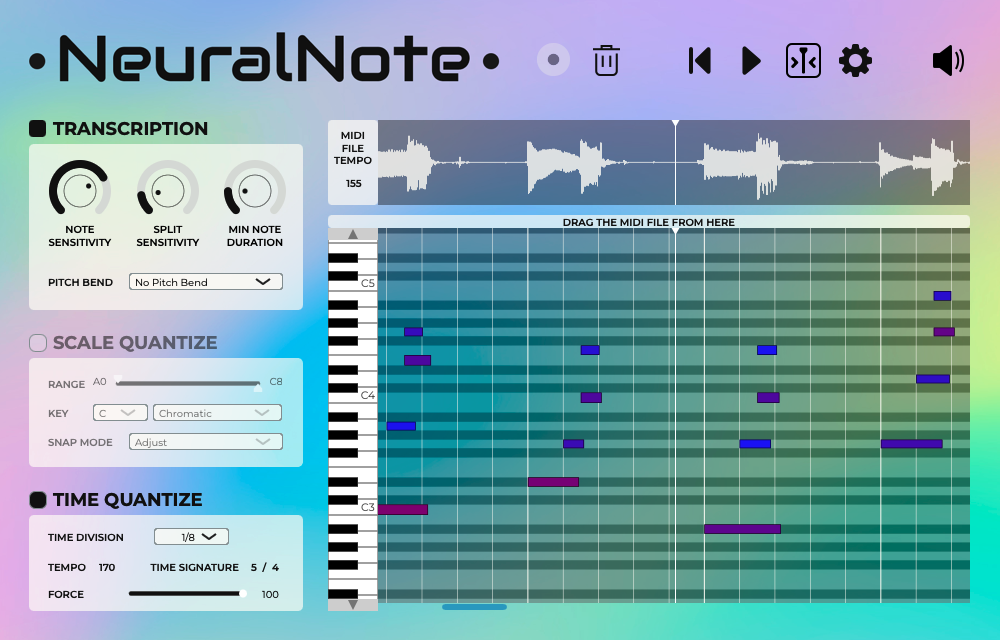 • NeuralNote •
TRANSCRIPTION
NOTE
SENSITIVITY
SPLIT
SENSITIVITY
MIN NOTE
DURATION
PITCH BEND No Pitch Bend
SCALE QUANTIZE
RANGE A0 C8
KEY C Chromatic
SNAP MODE Adjust
TIME QUANTIZE
TIME DIVISION 1/8
TEMPO 170 TIME SIGNATURE 5 / 4
FORCE 100
MIDI
FILE
TEMPO
155
DRAG THE MIDI FILE FROM HERE
C5
C4
C3